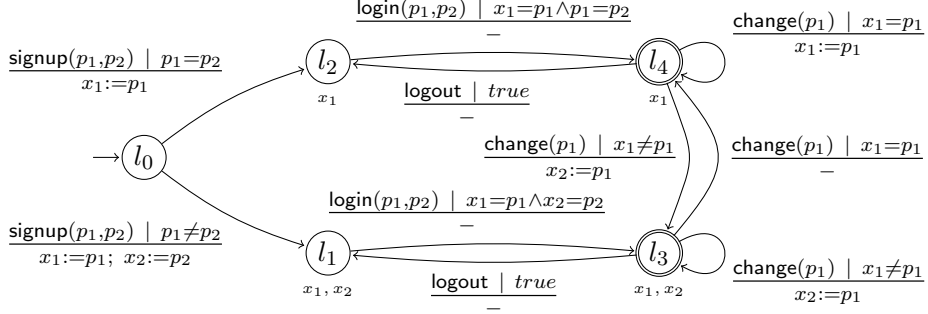 login(p₁,p₂) | x₁=p₁∧p₁=p₂
−
signup(p₁,p₂) | p₁=p₂
x₁:=p₁
l₂
x₁
logout | true
−
l₄
x₁
change(p₁) | x₁=p₁
x₁:=p₁
l₀
change(p₁) | x₁≠p₁
x₂:=p₁
change(p₁) | x₁=p₁
−
signup(p₁,p₂) | p₁≠p₂
x₁:=p₁; x₂:=p₂
login(p₁,p₂) | x₁=p₁∧x₂=p₂
−
l₁
x₁, x₂
logout | true
−
l₃
x₁, x₂
change(p₁) | x₁≠p₁
x₂:=p₁